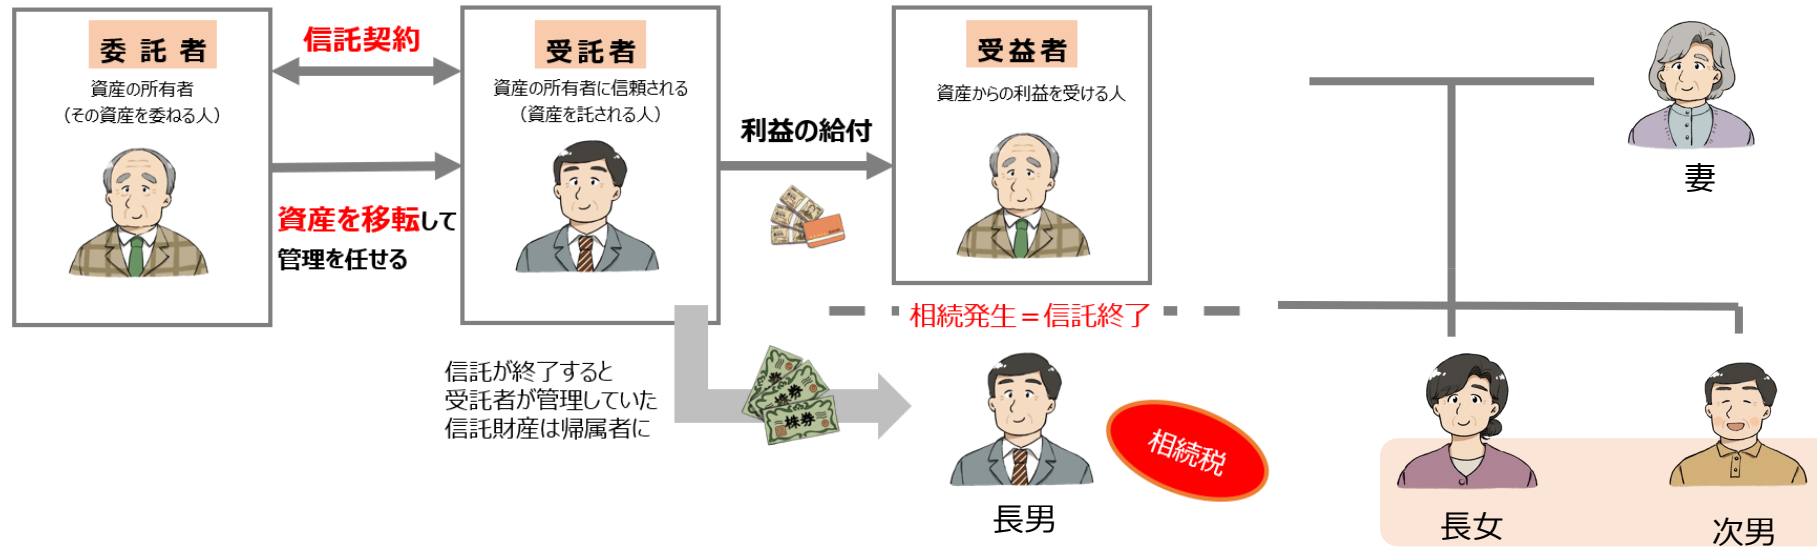 委託者
資産の所有者
（その資産を委ねる人）
信託契約
資産を移転して
管理を任せる
受託者
資産の所有者に信頼される
（資産を託される人）
利益の給付
受益者
資産からの利益を受ける人
妻
相続発生＝信託終了
信託が終了すると
受託者が管理していた
信託財産は帰属者に
株券
株券
株券
相続税
長男
長女
次男